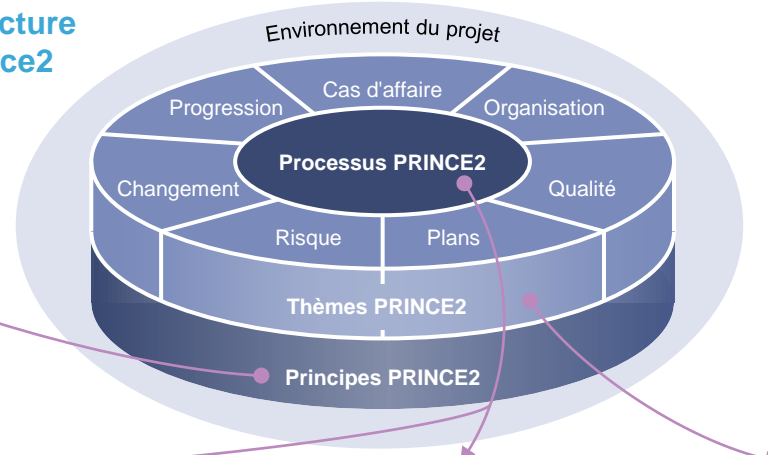 cture
ce2
Environnement du projet
Cas d'affaire
Progression
Organisation
Processus PRINCE2
Changement
Qualité
Risque
Plans
Thèmes PRINCE2
Principes PRINCE2